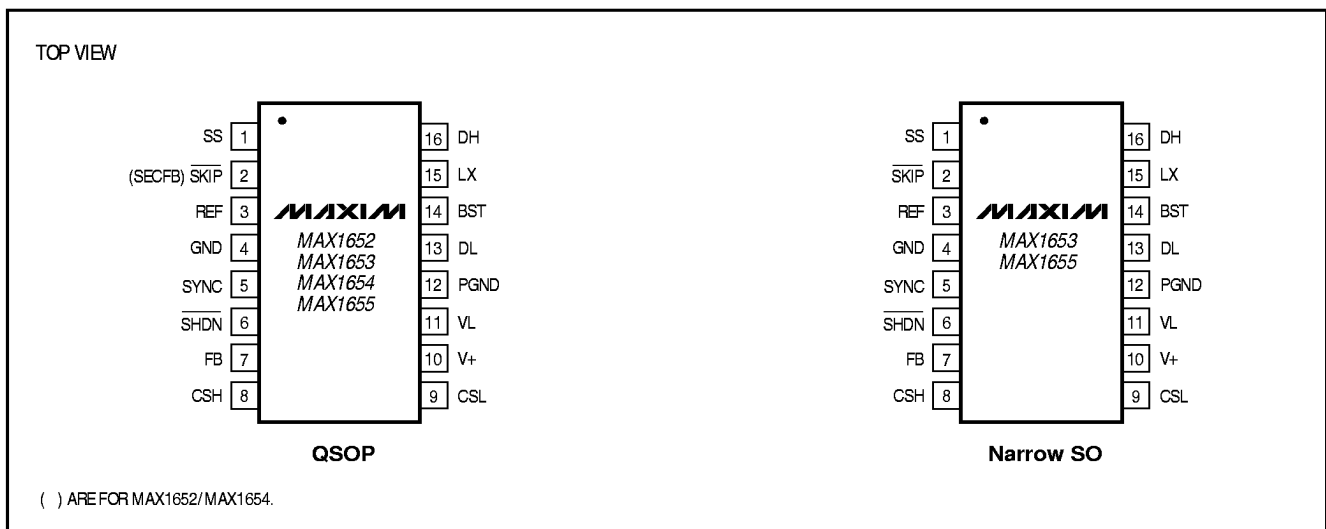 TOP VIEW
SS 1
(SECFB) SKIP 2
REF 3
GND 4
SYNC 5
SHDN 6
FB 7
CSH 8
MAXIM
MAX1652
MAX1653
MAX1654
MAX1655
16 DH
15 LX
14 BST
13 DL
12 PGND
11 VL
10 V+
9 CSL
QSOP
SS 1
SKIP 2
REF 3
GND 4
SYNC 5
SHDN 6
FB 7
CSH 8
MAXIM
MAX1653
MAX1655
16 DH
15 LX
14 BST
13 DL
12 PGND
11 VL
10 V+
9 CSL
Narrow SO
( ) ARE FOR MAX1652/MAX1654.